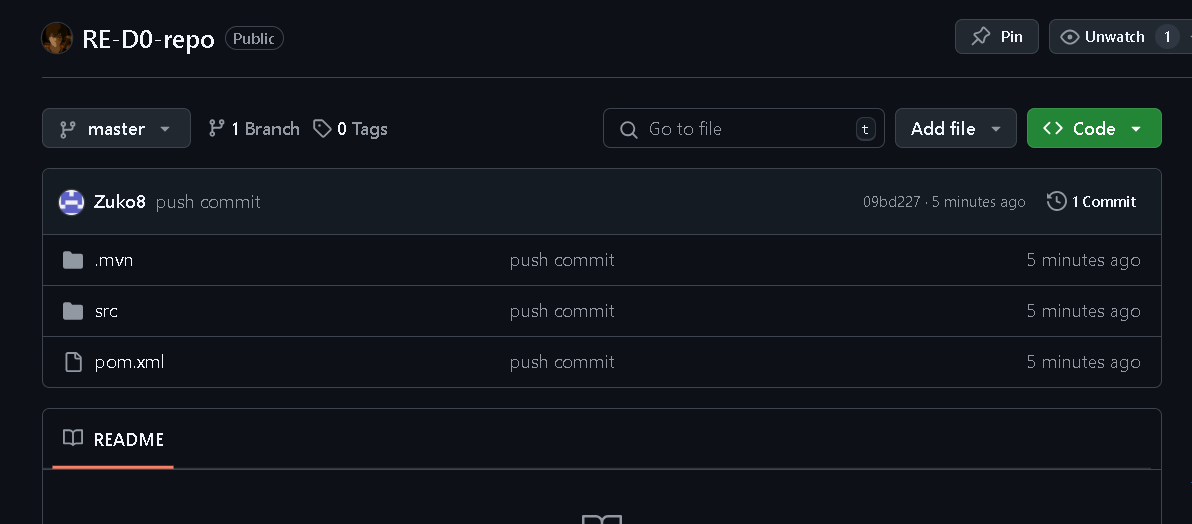 RE-D0-repo Public Pin Unwatch 1
master 1 Branch 0 Tags Go to file t Add file Code
Zuko8 push commit 09bd227 · 5 minutes ago 1 Commit
.mvn push commit 5 minutes ago
src push commit 5 minutes ago
pom.xml push commit 5 minutes ago
README